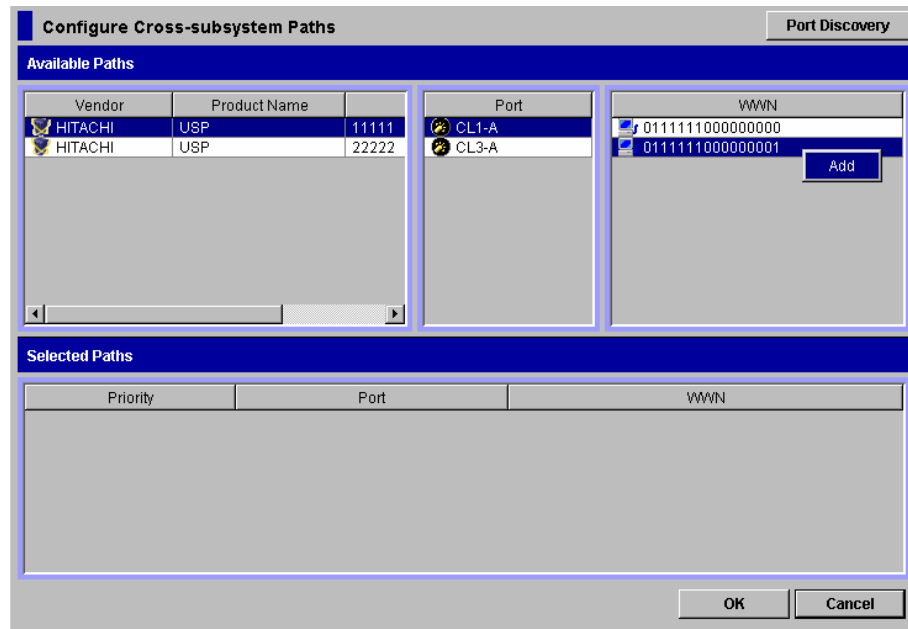 Configure Cross-subsystem Paths Port Discovery
Available Paths
Vendor Product Name Port WWN
HITACHI USP 11111 CL1-A 0111111000000000
HITACHI USP 22222 CL3-A 0111111000000001
Add
Selected Paths
Priority Port WWN
OK Cancel